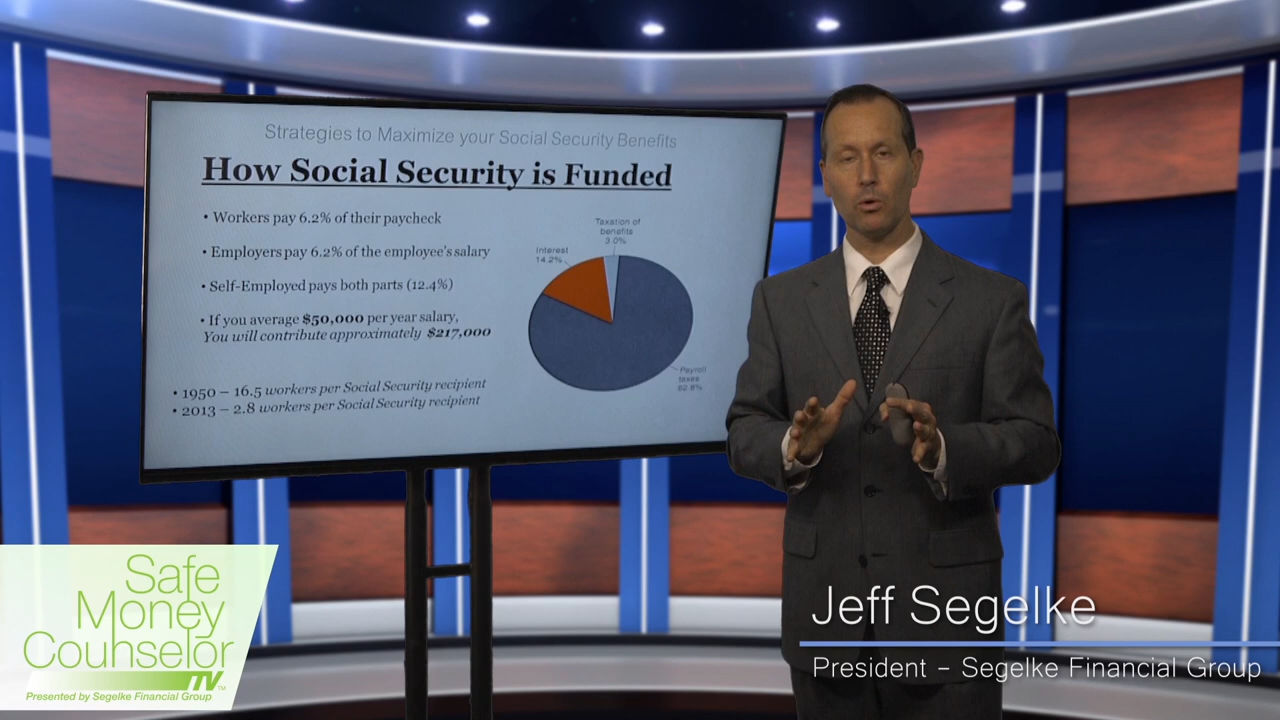 Strategies to Maximize your Social Security Benefits
How Social Security is Funded
• Workers pay 6.2% of their paycheck
• Employers pay 6.2% of the employee's salary
• Self-Employed pays both parts (12.4%)
• If you average $50,000 per year salary,
You will contribute approximately $217,000
• 1950 – 16.5 workers per Social Security recipient
• 2013 – 2.8 workers per Social Security recipient
Taxation of
benefits
3.0%
Interest
14.2%
Payroll
taxes
82.8%
Safe
Money
Counselor
TV™
Presented by Segelke Financial Group
Jeff Segelke
President – Segelke Financial Group